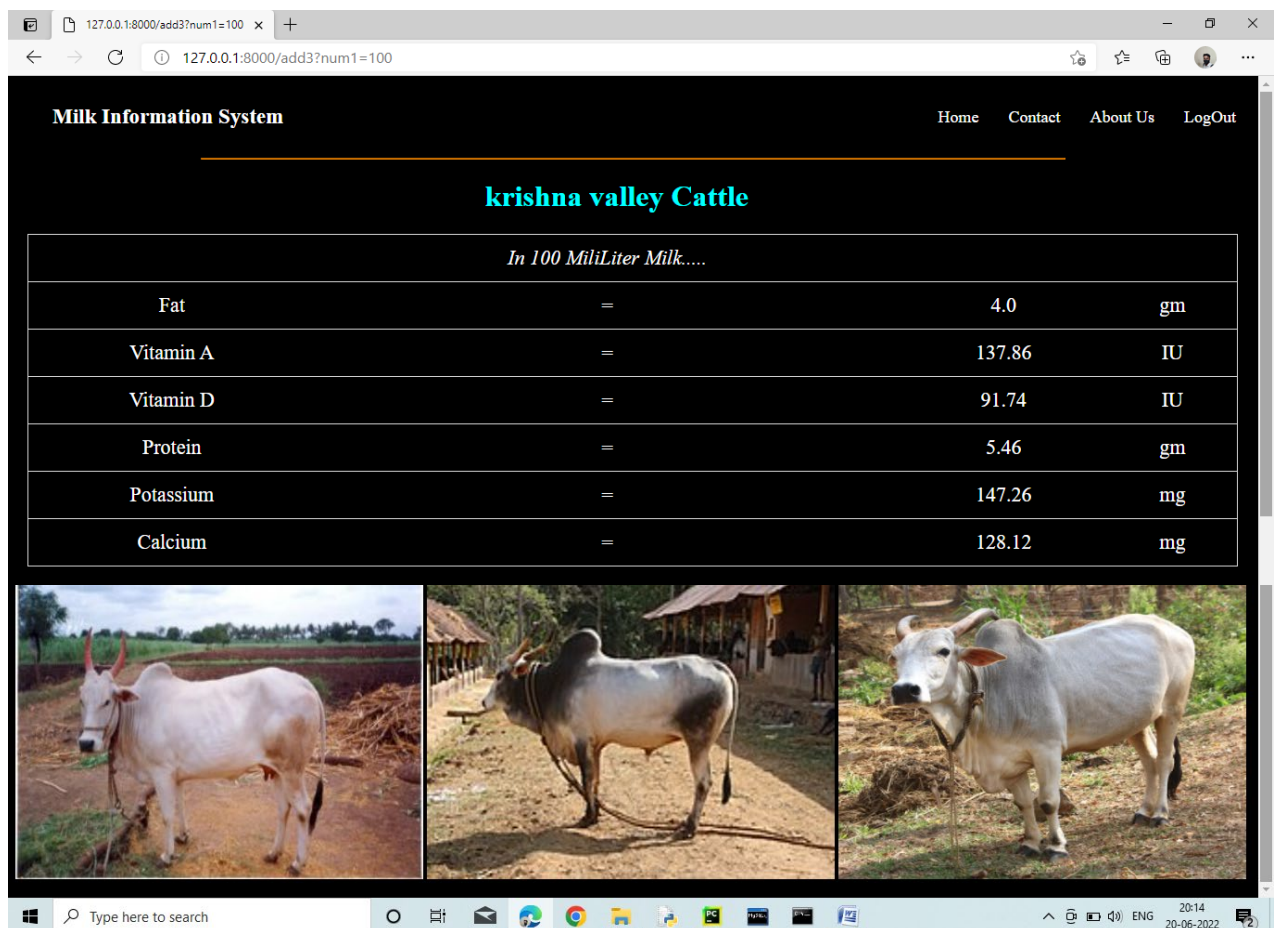 127.0.0.1:8000/add3?num1=100
127.0.0.1:8000/add3?num1=100
Milk Information System Home Contact About Us LogOut
krishna valley Cattle
In 100 MiliLiter Milk.....
Fat = 4.0 gm
Vitamin A = 137.86 IU
Vitamin D = 91.74 IU
Protein = 5.46 gm
Potassium = 147.26 mg
Calcium = 128.12 mg
Type here to search ENG 20:14
20-06-2022 2